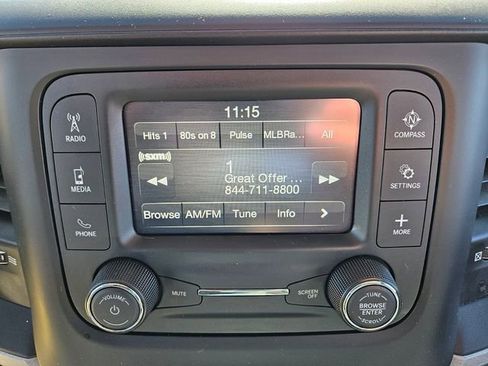 11:15
Hits 1 80s on 8 Pulse MLBRa... All
((sxm))
1
Great Offer ...
844-711-8800
Browse AM/FM Tune Info
RADIO
MEDIA
PHONE
COMPASS
SETTINGS
MORE
VOLUME
MUTE
SCREEN OFF
TUNE
BROWSE
ENTER
SCROLL